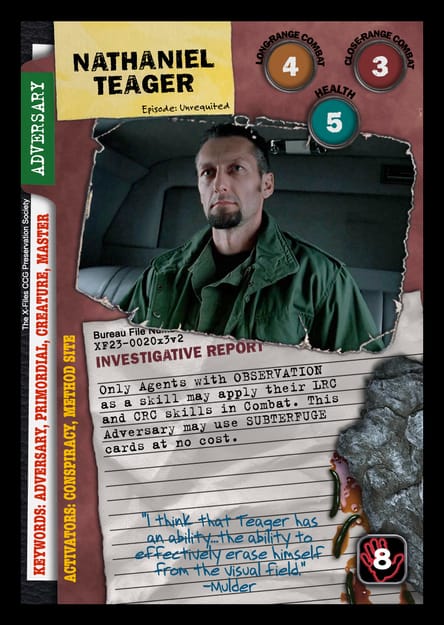 NATHANIEL
TEAGER
Episode: Unrequited
LONG-RANGE COMBAT
4
CLOSE-RANGE COMBAT
3
HEALTH
5
ADVERSARY
The X-Files CCG Preservation Society
KEYWORDS: ADVERSARY, PRIMORDIAL, CREATURE, MASTER
ACTIVATORS: CONSPIRACY, METHOD SITE
Bureau File
XF23-0020x3v2
INVESTIGATIVE REPORT
Only Agents with OBSERVATION
as a skill may apply their LRC
and CRC skills in Combat. This
Adversary may use SUBTERFUGE
cards at no cost.
"I think that Teager has
an ability...the ability to
effectively erase himself
from the visual field."
-Mulder
8